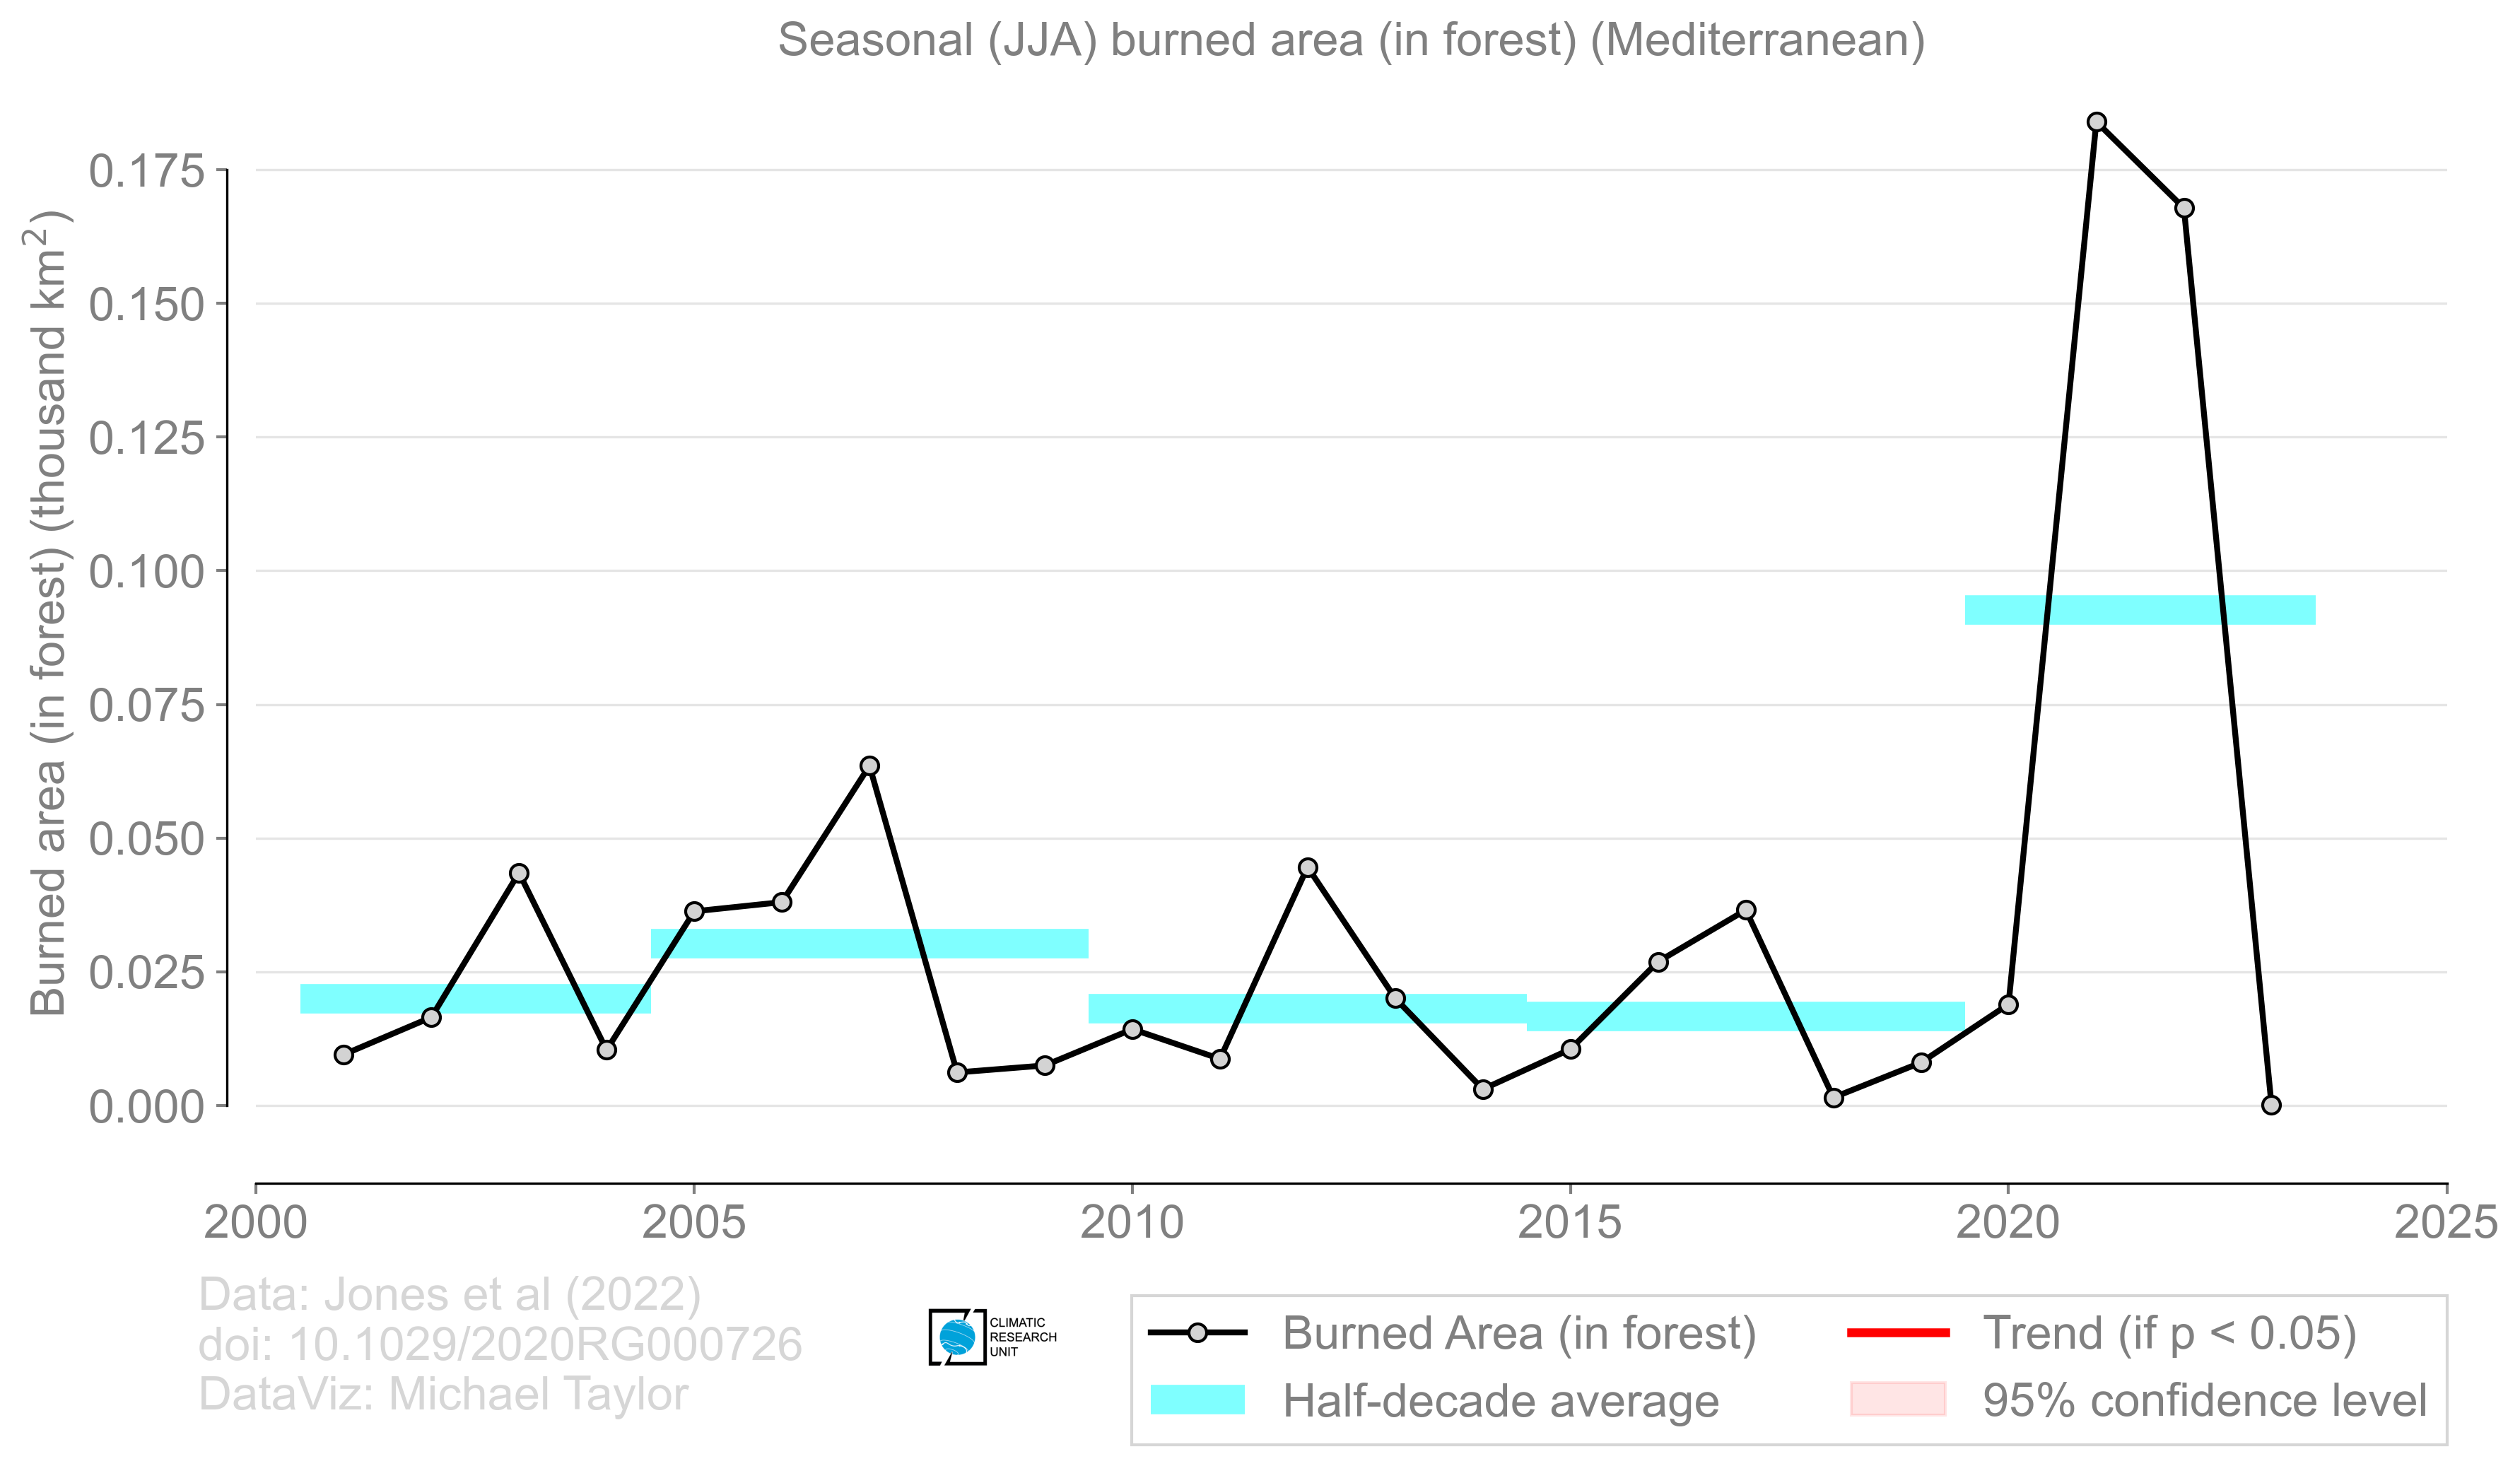 Seasonal (JJA) burned area (in forest) (Mediterranean)
Burned area (in forest) (thousand km²)
0.175
0.150
0.125
0.100
0.075
0.050
0.025
0.000
2000
2005
2010
2015
2020
2025
Data: Jones et al (2022)
doi: 10.1029/2020RG000726
DataViz: Michael Taylor
CLIMATIC
RESEARCH
UNIT
Burned Area (in forest)
Half-decade average
Trend (if p < 0.05)
95% confidence level